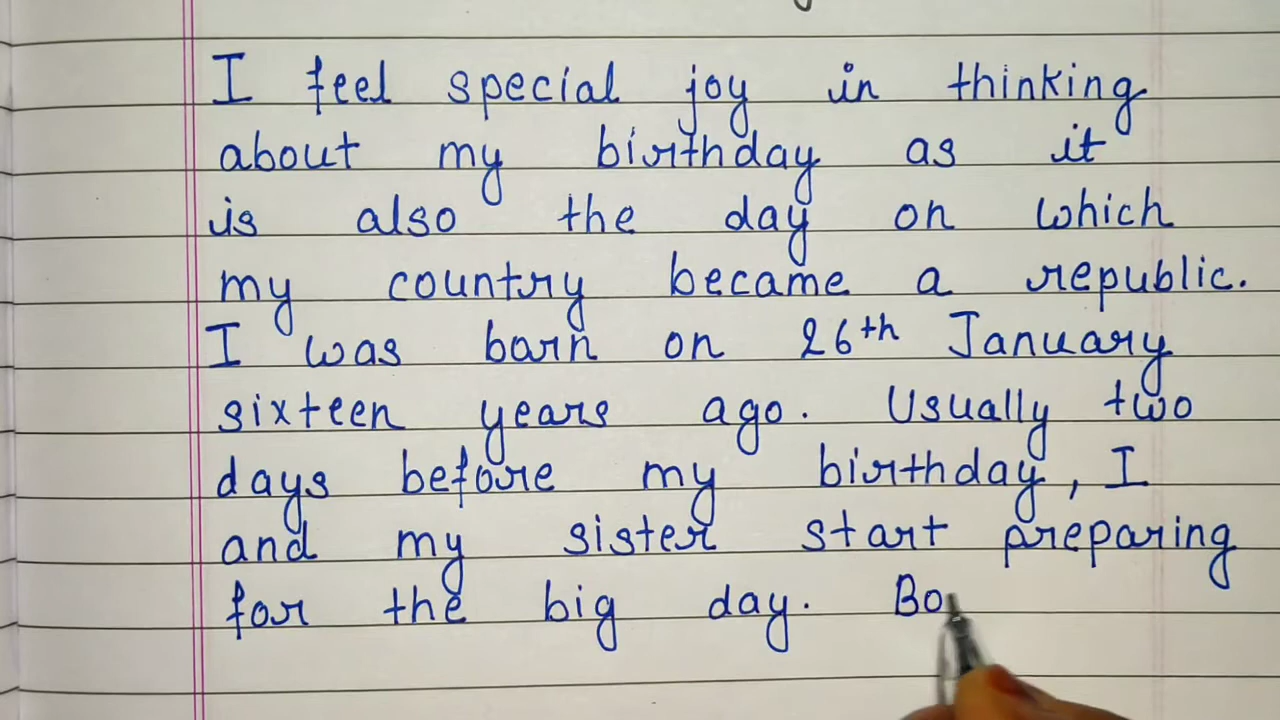 I feel special joy in thinking
about my birthday as it
is also the day on which
my country became a republic.
I was barn on 26th January
sixteen years ago. Usually two
days before my birthday, I
and my sister start preparing
for the big day. Bo